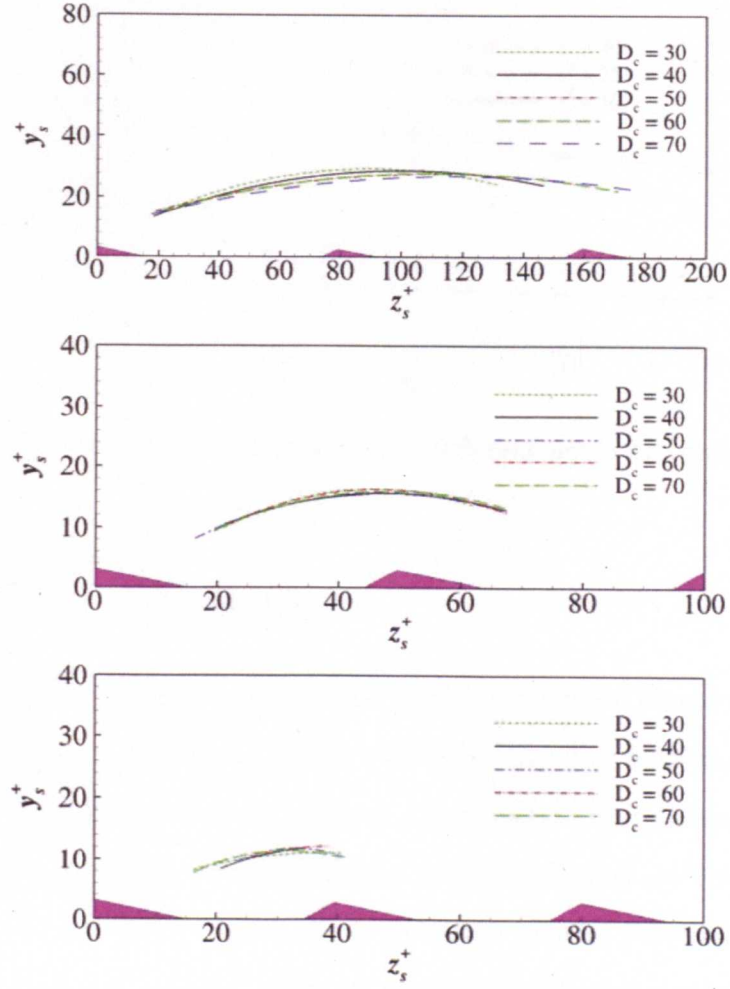 80
60
40
20
0
y_s^+
D_c = 30
D_c = 40
D_c = 50
D_c = 60
D_c = 70
0 20 40 60 80 100 120 140 160 180 200
z_s^+
40
30
20
10
0
y_s^+
D_c = 30
D_c = 40
D_c = 50
D_c = 60
D_c = 70
0 20 40 60 80 100
z_s^+
40
30
20
10
0
y_s^+
D_c = 30
D_c = 40
D_c = 50
D_c = 60
D_c = 70
0 20 40 60 80 100
z_s^+